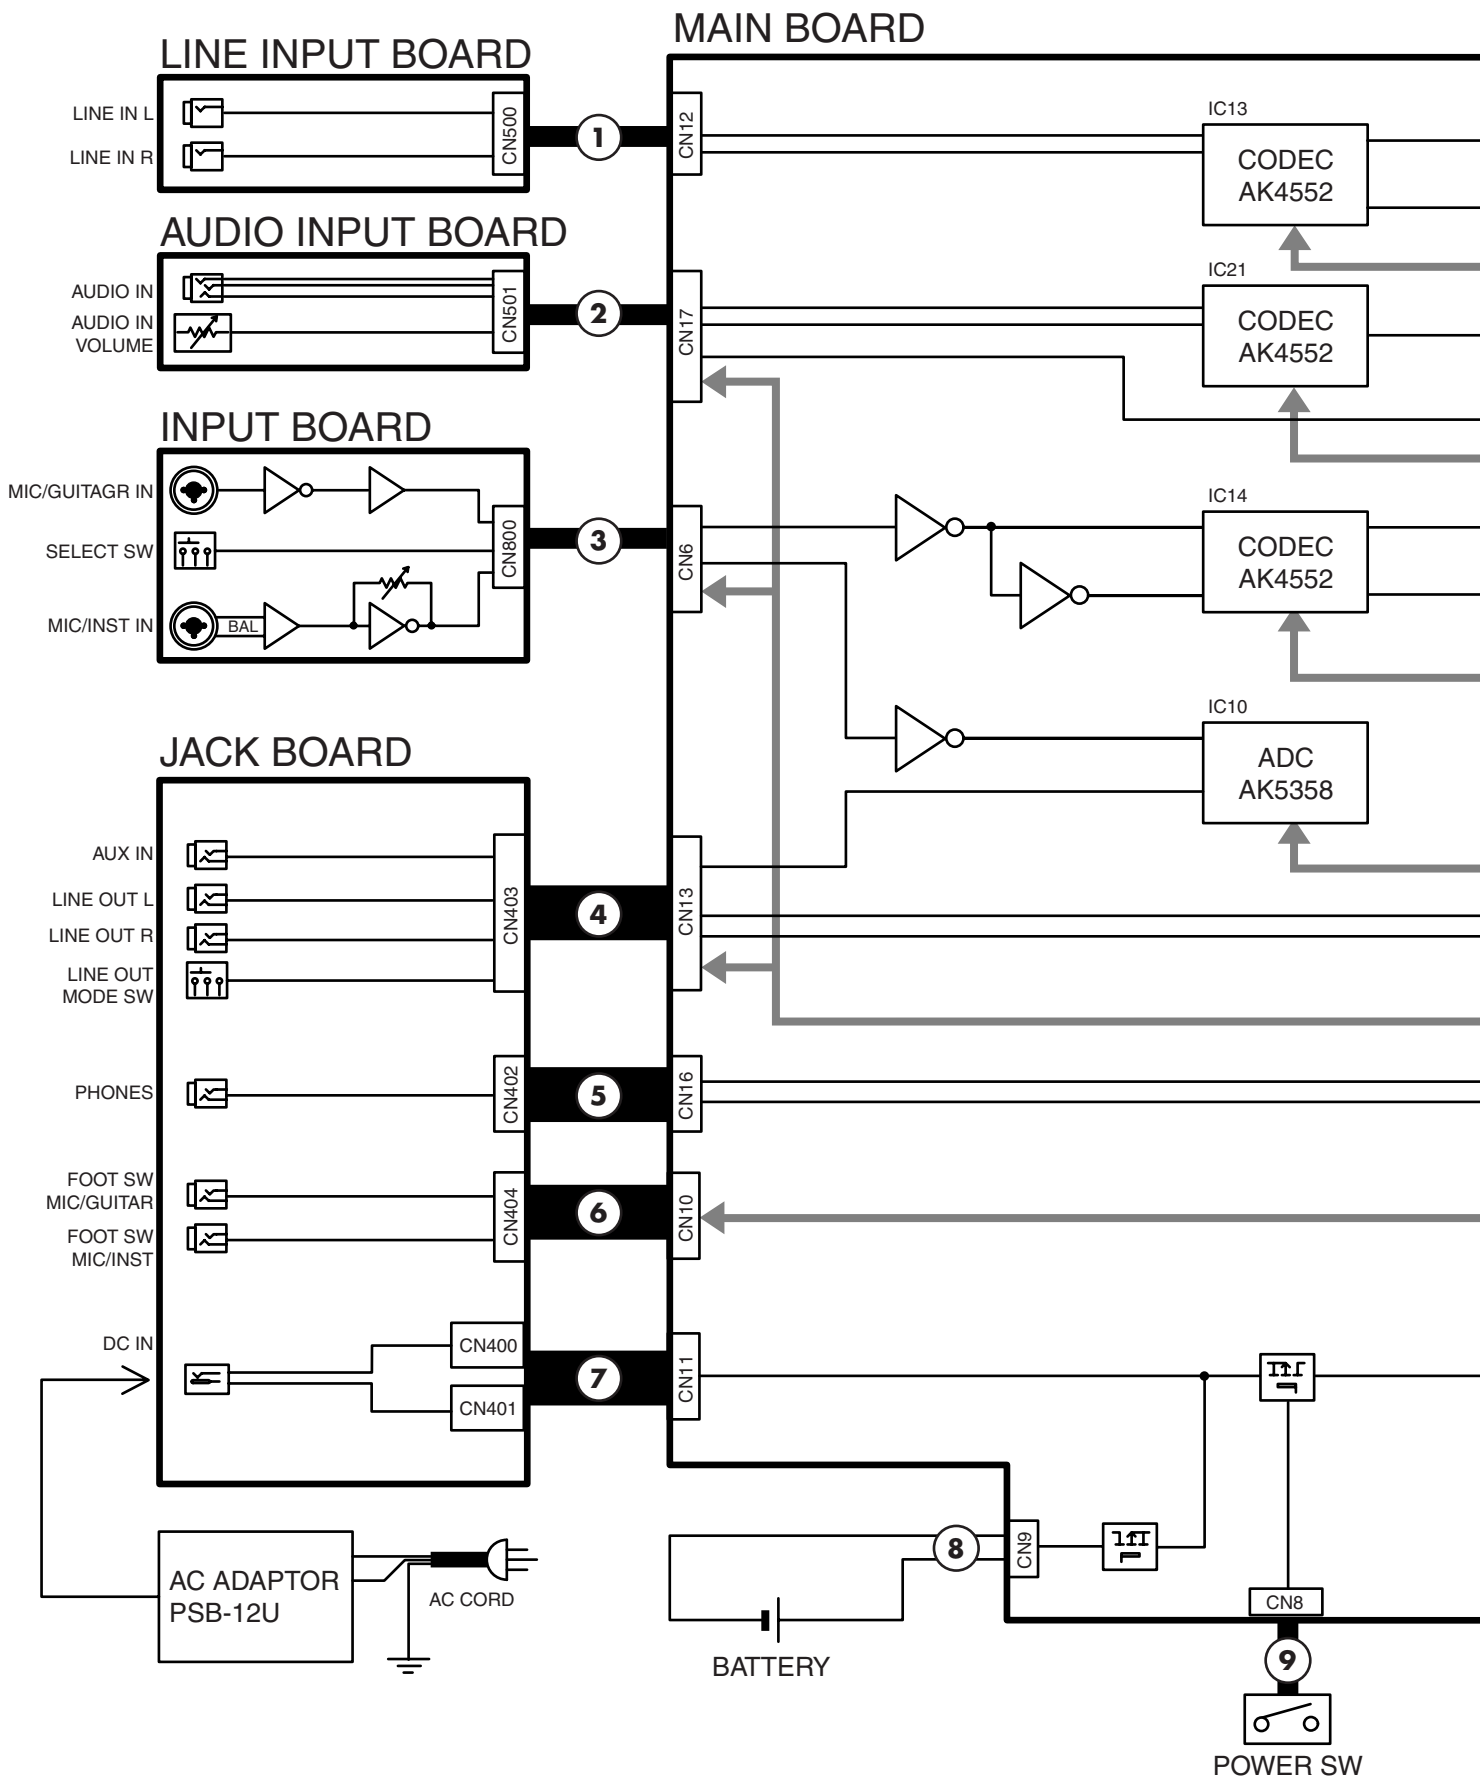 MAIN BOARD
LINE INPUT BOARD
LINE IN L
LINE IN R
CN500
1
CN12
IC13
CODEC
AK4552
AUDIO INPUT BOARD
AUDIO IN
AUDIO IN
VOLUME
CN501
2
CN17
IC21
CODEC
AK4552
INPUT BOARD
MIC/GUITAGR IN
SELECT SW
MIC/INST IN
BAL
CN800
3
CN6
IC14
CODEC
AK4552
IC10
ADC
AK5358
JACK BOARD
AUX IN
LINE OUT L
LINE OUT R
LINE OUT
MODE SW
CN403
4
CN13
PHONES
CN402
5
CN16
FOOT SW
MIC/GUITAR
FOOT SW
MIC/INST
CN404
6
CN10
DC IN
CN400
CN401
7
CN11
AC ADAPTOR
PSB-12U
AC CORD
8
CN9
BATTERY
CN8
9
POWER SW